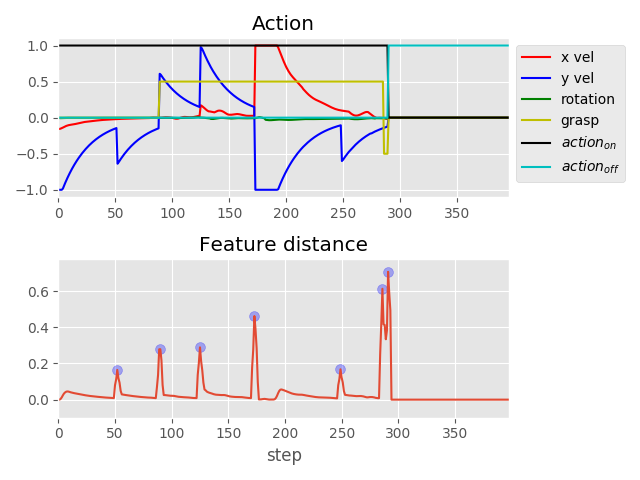 Action
1.0
0.5
0.0
−0.5
−1.0
0 50 100 150 200 250 300 350
x vel
y vel
rotation
grasp
action_on
action_off
Feature distance
0.6
0.4
0.2
0.0
0 50 100 150 200 250 300 350
step